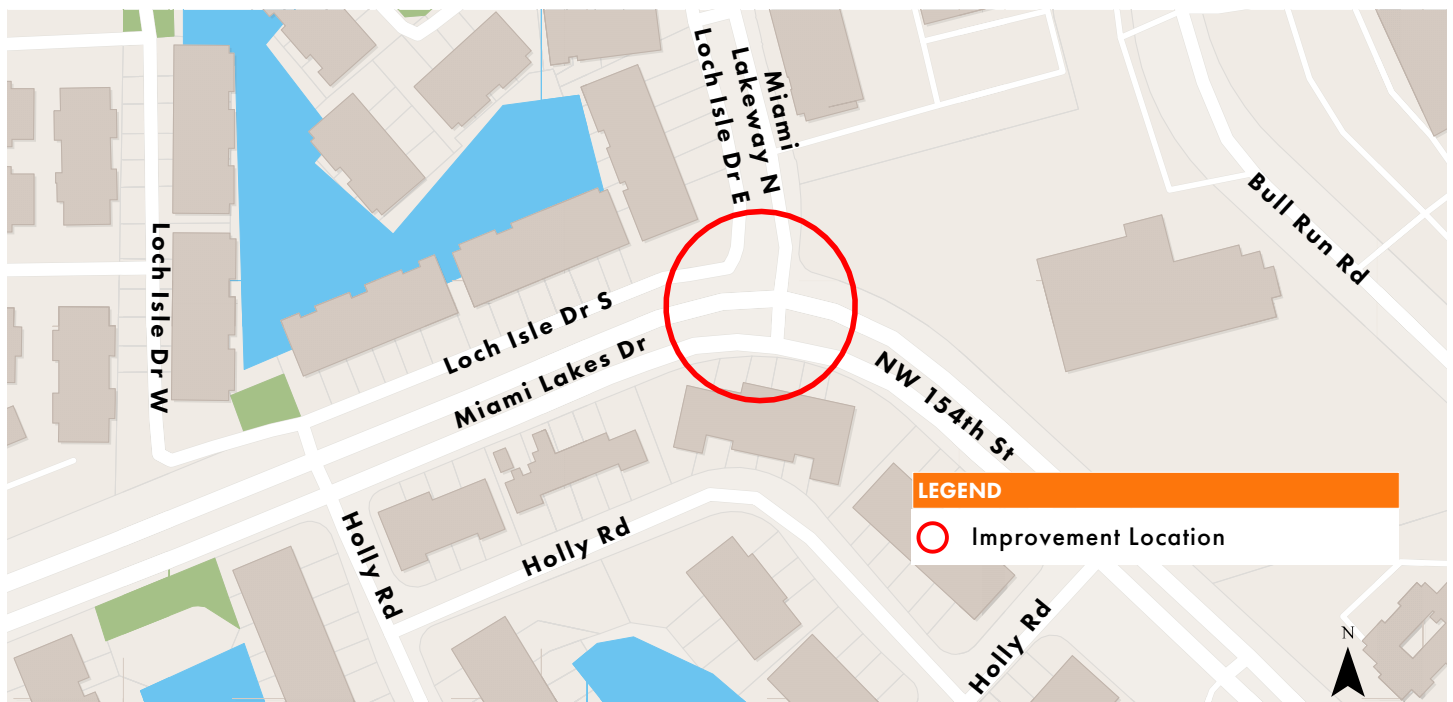 Miami
Lakeway N
Loch Isle Dr E
Bull Run Rd
Loch Isle Dr W
Loch Isle Dr S
Miami Lakes Dr
NW 154th St
LEGEND
Improvement Location
Holly Rd
Holly Rd
Holly Rd
N